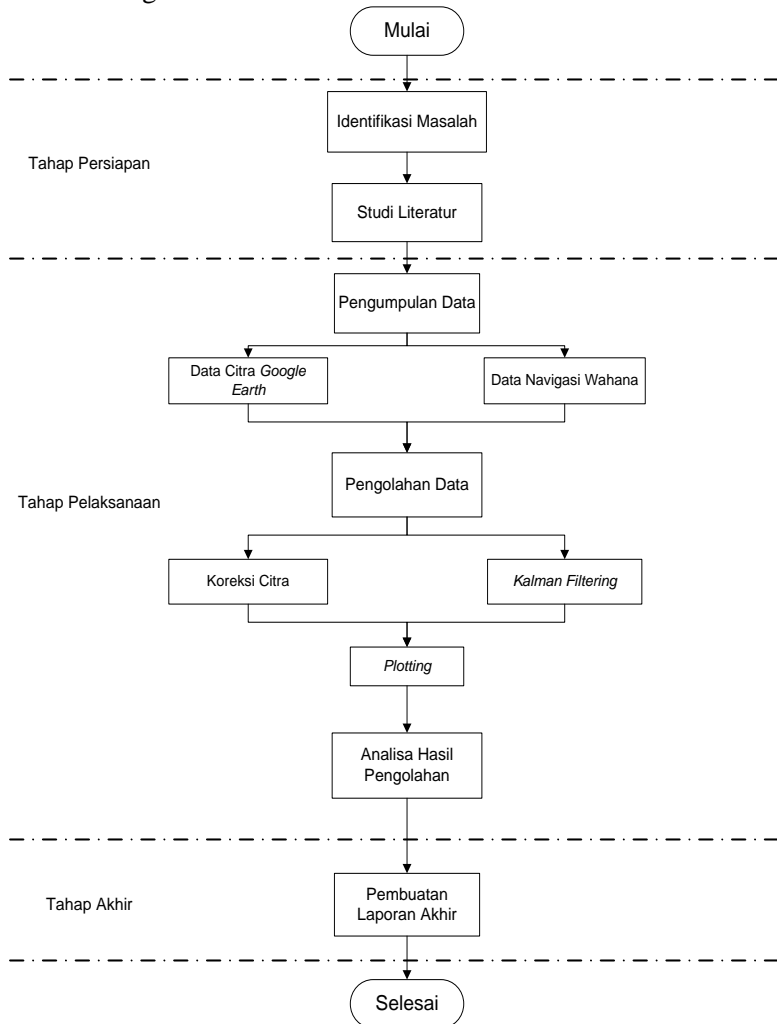 Mulai
Identifikasi Masalah
Tahap Persiapan
Studi Literatur
Pengumpulan Data
Data Citra Google
Earth
Data Navigasi Wahana
Pengolahan Data
Tahap Pelaksanaan
Koreksi Citra
Kalman Filtering
Plotting
Analisa Hasil
Pengolahan
Pembuatan
Laporan Akhir
Tahap Akhir
Selesai